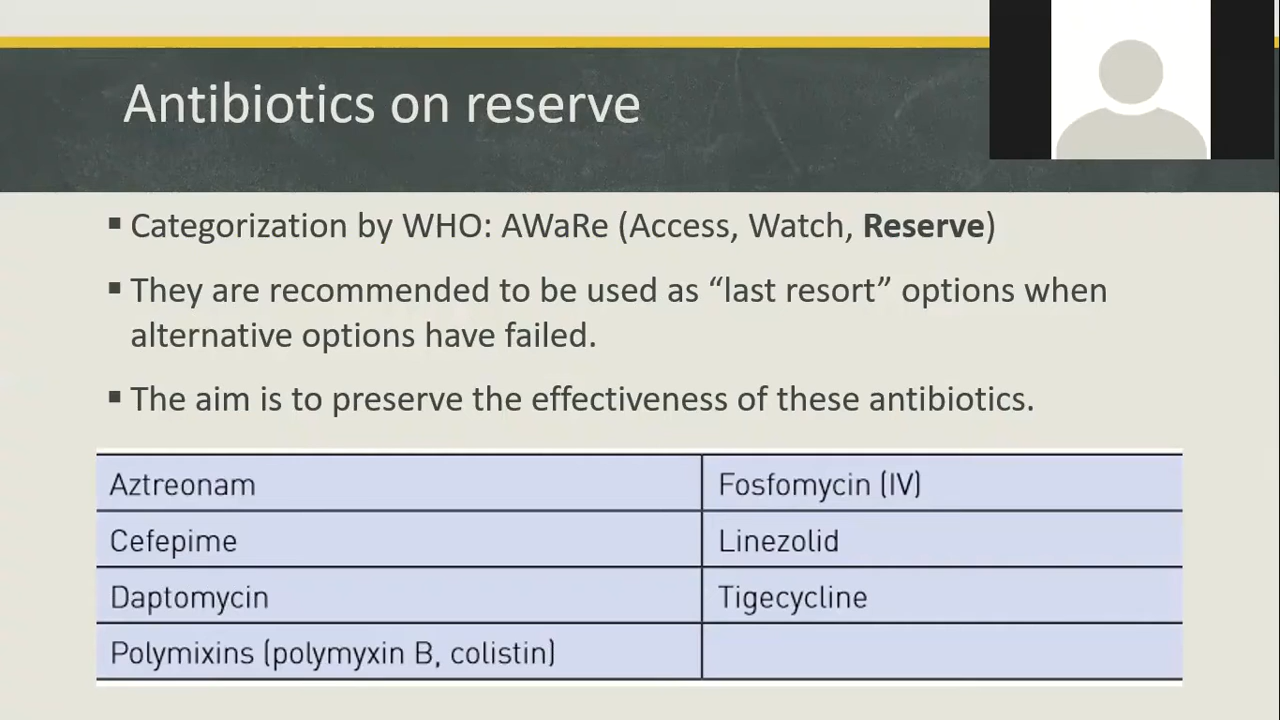 Antibiotics on reserve
▪ Categorization by WHO: AWaRe (Access, Watch, Reserve)
▪ They are recommended to be used as “last resort” options when
alternative options have failed.
▪ The aim is to preserve the effectiveness of these antibiotics.
Aztreonam Fosfomycin (IV)
Cefepime Linezolid
Daptomycin Tigecycline
Polymixins (polymyxin B, colistin)